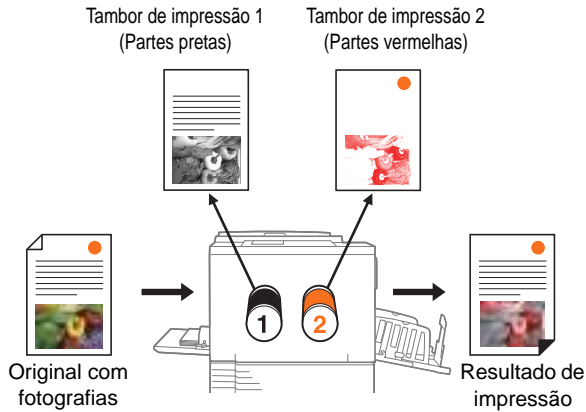 Tambor de impressão 1
(Partes pretas)
Tambor de impressão 2
(Partes vermelhas)
1
2
Original com
fotografias
Resultado de
impressão